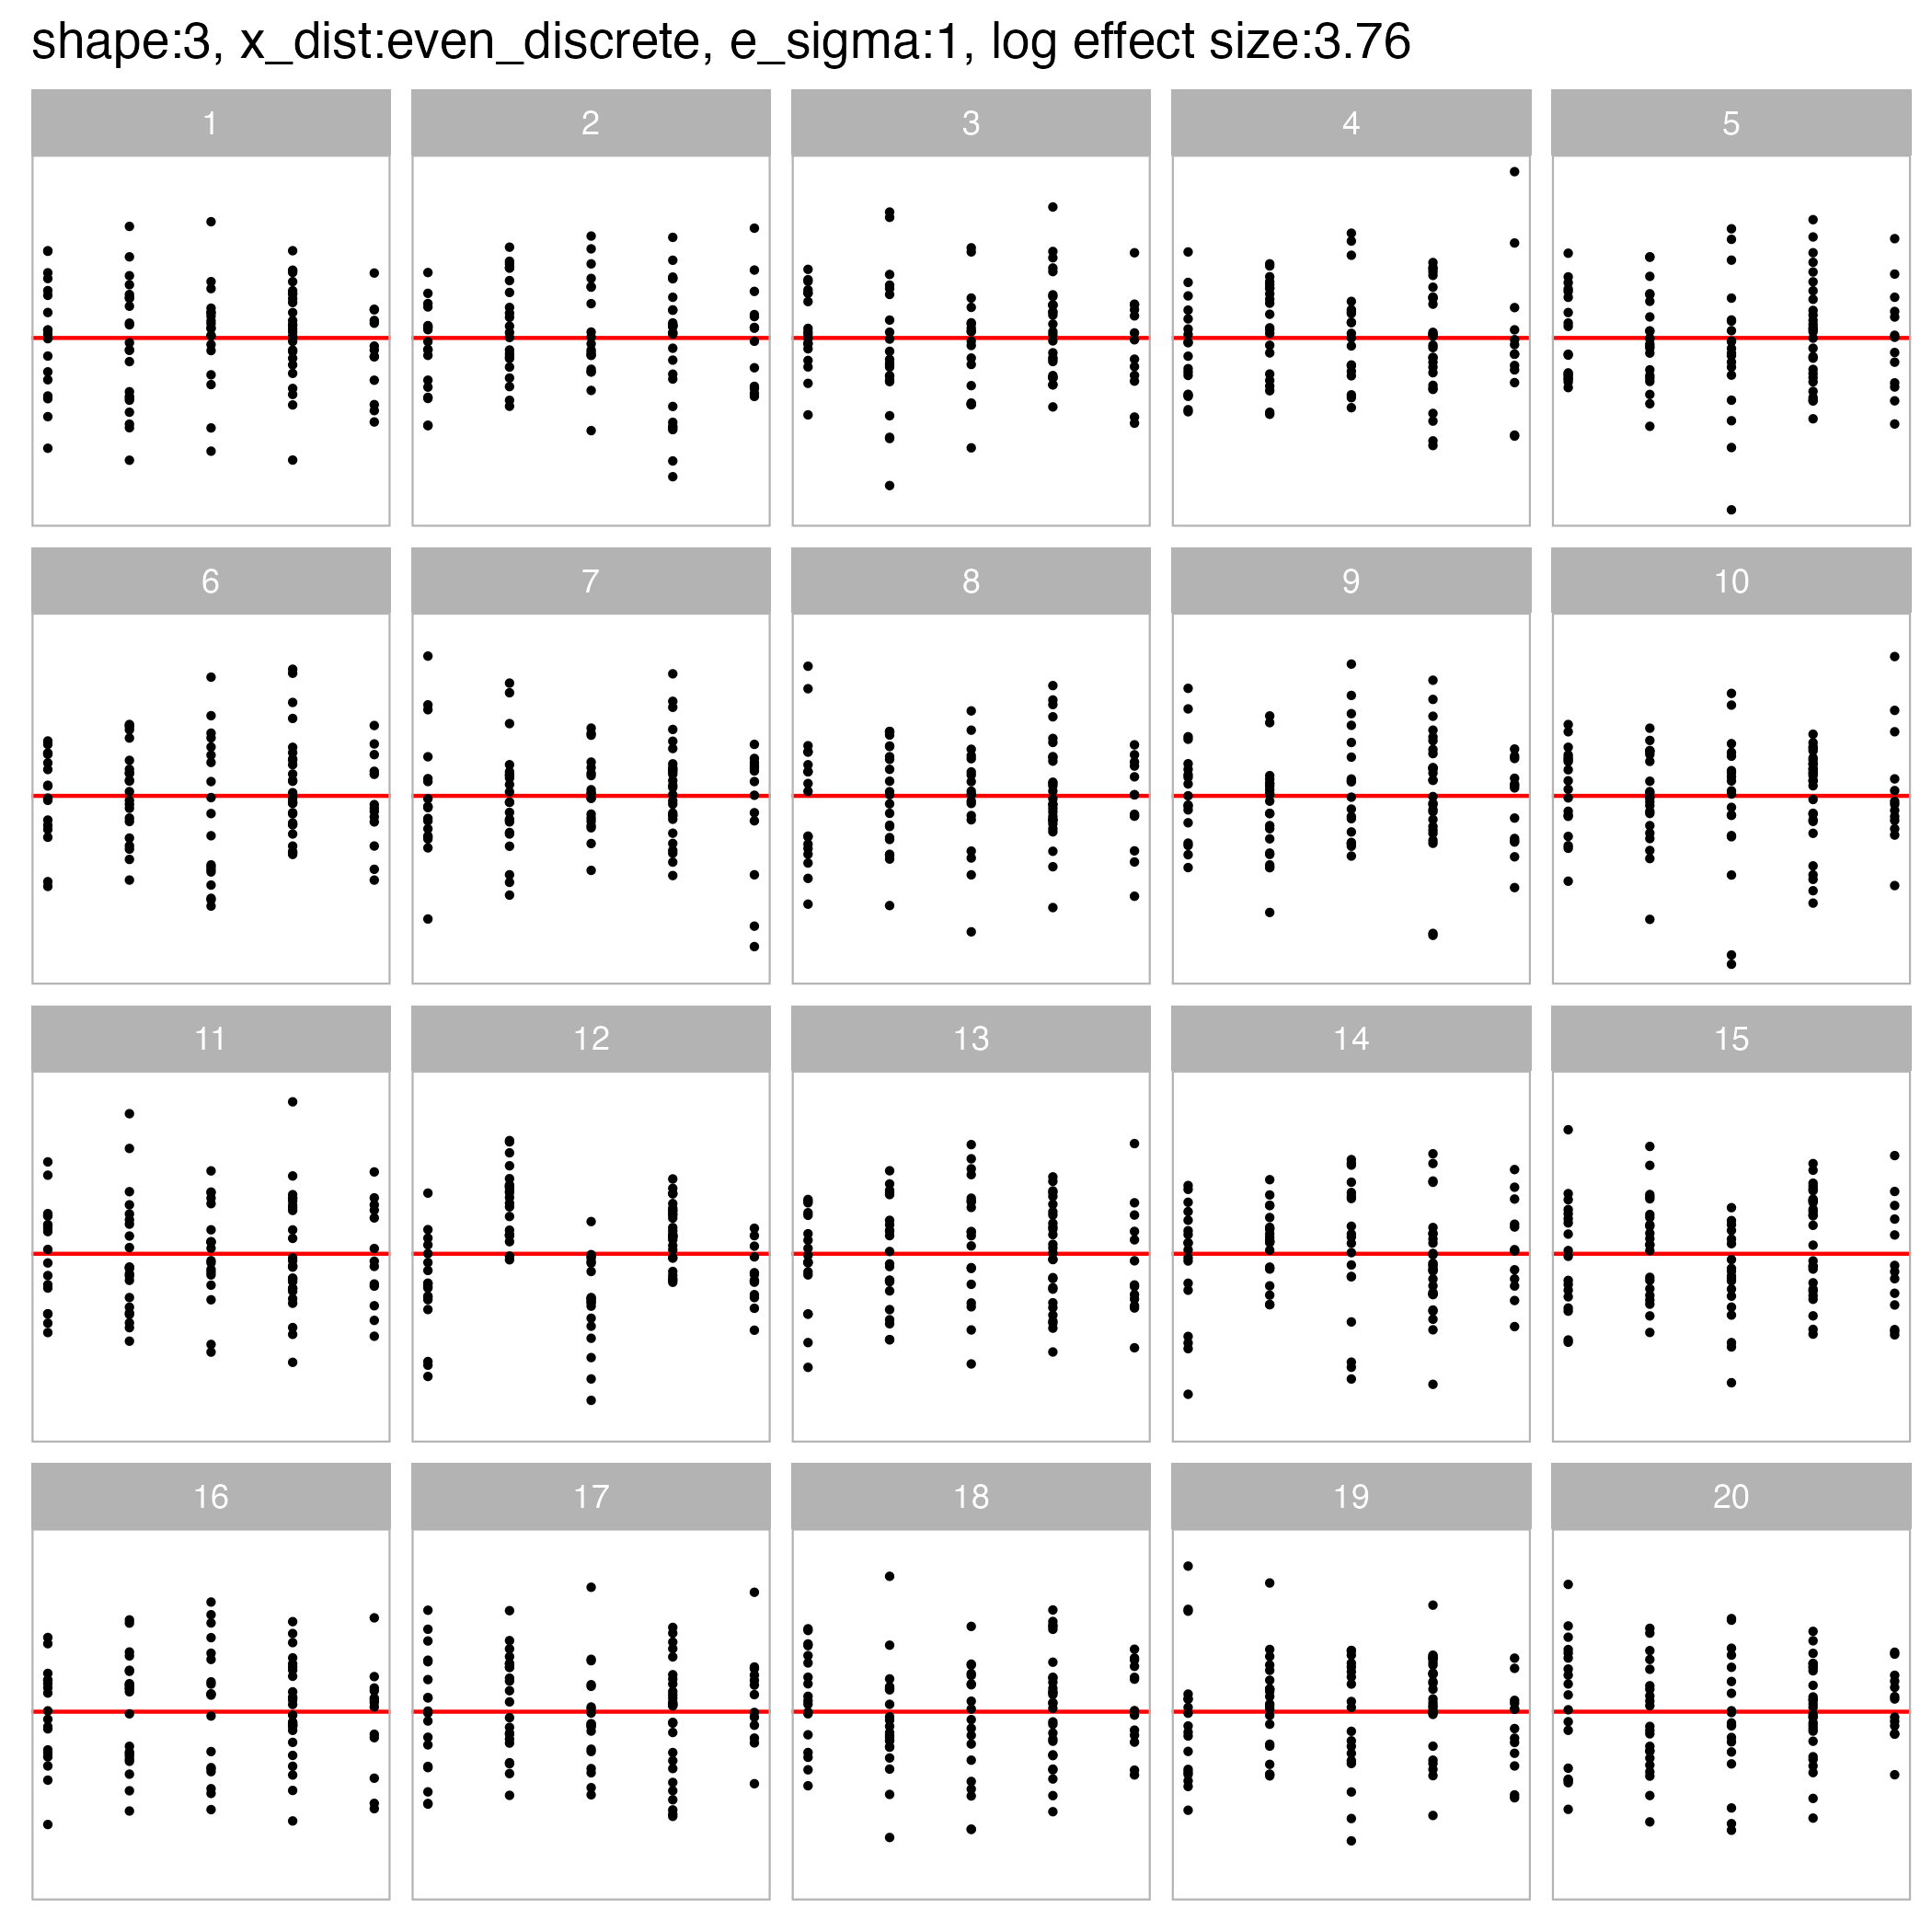 shape:3, x_dist:even_discrete, e_sigma:1, log effect size:3.76
1 2 3 4 5
6 7 8 9 10
11 12 13 14 15
16 17 18 19 20